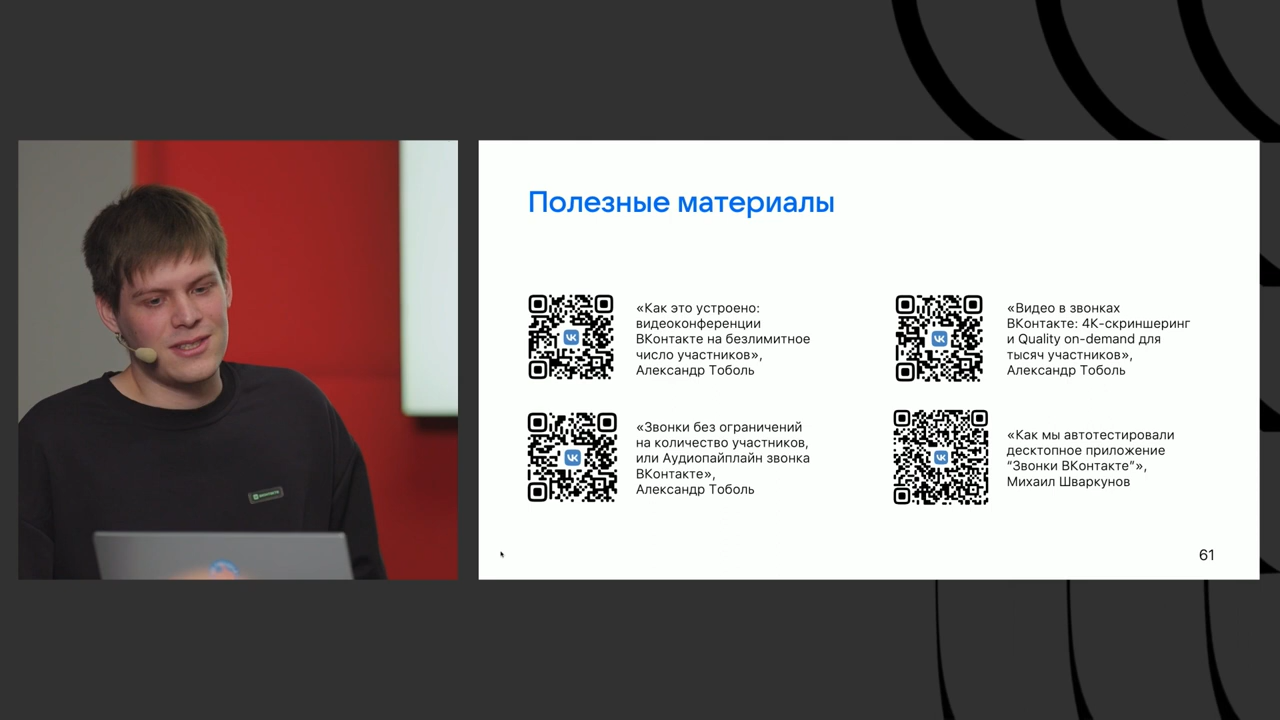 Полезные материалы
«Как это устроено:
видеоконференции
ВКонтакте на безлимитное
число участников»,
Александр Тоболь
«Видео в звонках
ВКонтакте: 4К-скриншеринг
и Quality on-demand для
тысяч участников»,
Александр Тоболь
«Звонки без ограничений
на количество участников,
или Аудиопайплайн звонка
ВКонтакте»,
Александр Тоболь
«Как мы автотестировали
десктопное приложение
“Звонки ВКонтакте”»,
Михаил Шваркунов
61